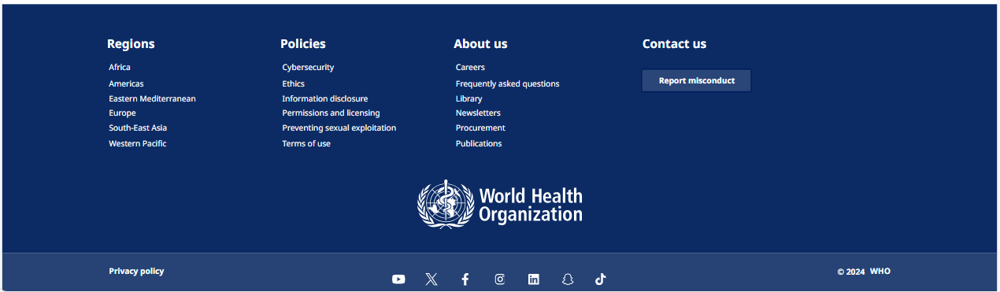 Regions
Africa
Americas
Eastern Mediterranean
Europe
South-East Asia
Western Pacific
Policies
Cybersecurity
Ethics
Information disclosure
Permissions and licensing
Preventing sexual exploitation
Terms of use
About us
Careers
Frequently asked questions
Library
Newsletters
Procurement
Publications
Contact us
Report misconduct
World Health
Organization
Privacy policy
© 2024 WHO